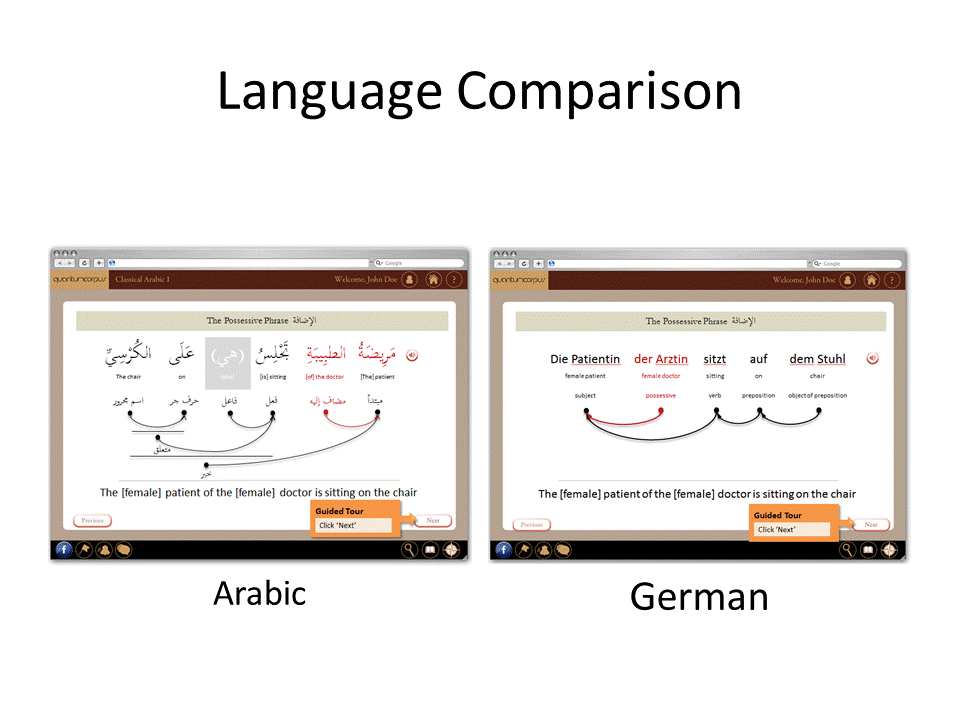 Language Comparison
Google
quantumcorpus
Classical Arabic I
Welcome, John Doe
?
The Possessive Phrase الإضافة
مَرِيضَةُ الطَبِيبَةِ تَجْلِسُ (هي) عَلَى الكُرْسِيِّ
The chair on [she] [is] sitting [of] the doctor [The] patient
مبتدأ مضاف إليه فعل فاعل حرف جر اسم مجرور
متعلق
خبر
The [female] patient of the [female] doctor is sitting on the chair
Guided Tour
Click 'Next'
Previous
Next
f
Arabic
Google
quantumcorpus
Welcome, John Doe
?
The Possessive Phrase الإضافة
Die Patientin der Arztin sitzt auf dem Stuhl
female patient female doctor sitting on chair
subject possessive verb preposition object of preposition
The [female] patient of the [female] doctor is sitting on the chair
Guided Tour
Click 'Next'
Previous
Next
f
German